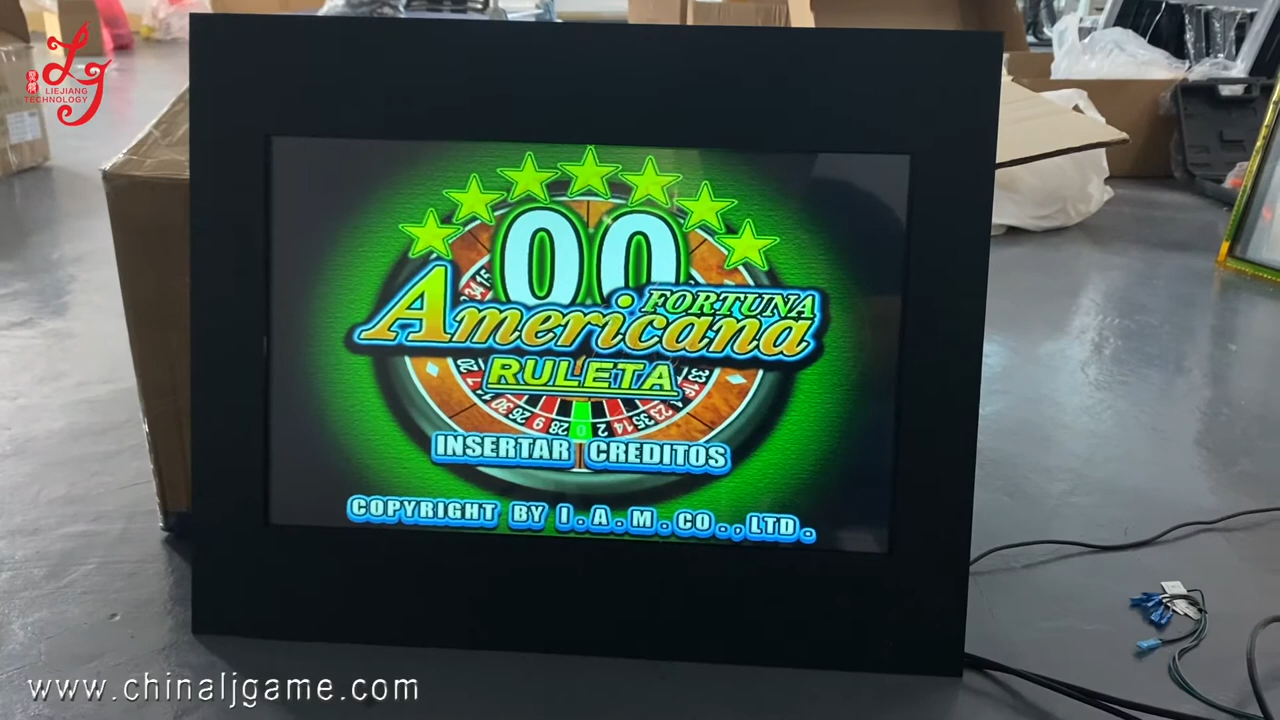 LIEJIANG
TECHNOLOGY
00
FORTUNA
Americana
RULETA
INSERTAR CREDITOS
COPYRIGHT BY I.A.M.CO.,LTD.
www.chinaljgame.com